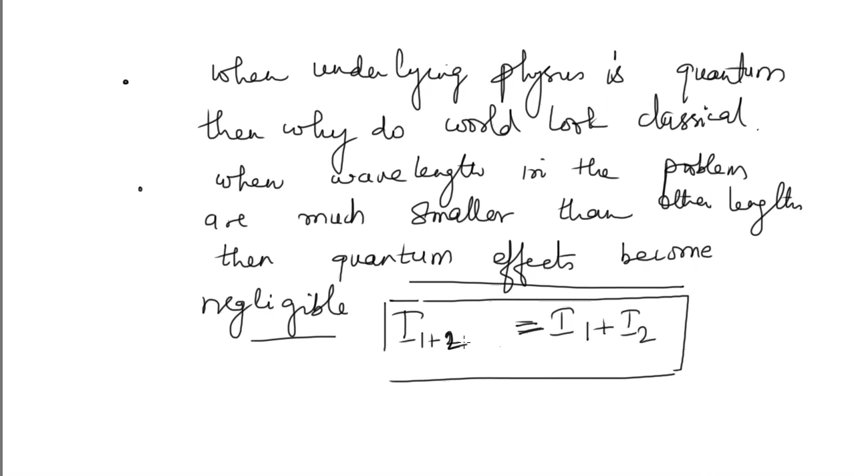 . when underlying physics is quantum
then why do world look classical.
. when wavelength in the problem
are much smaller than other lengths
then quantum effects become
negligible
I₁₊₂ = I₁ + I₂